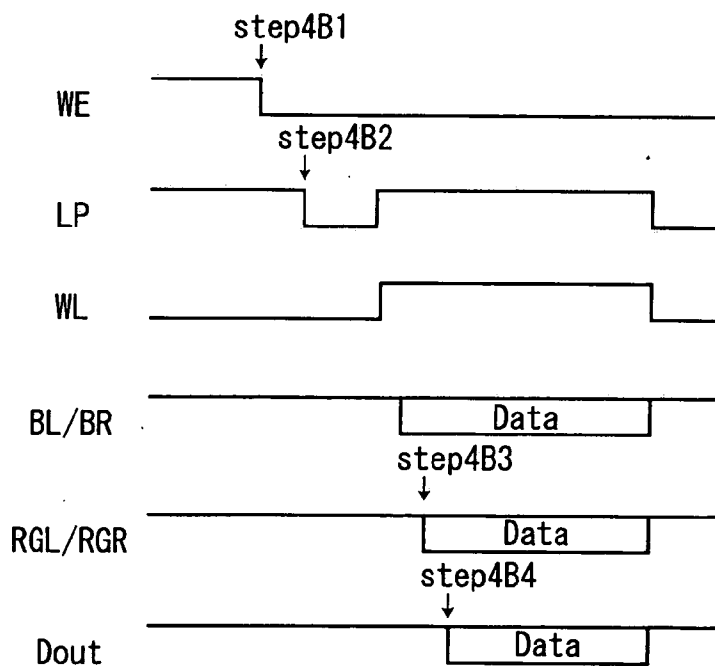 step4B1
WE
step4B2
LP
WL
BL/BR
Data
step4B3
RGL/RGR
Data
step4B4
Dout
Data